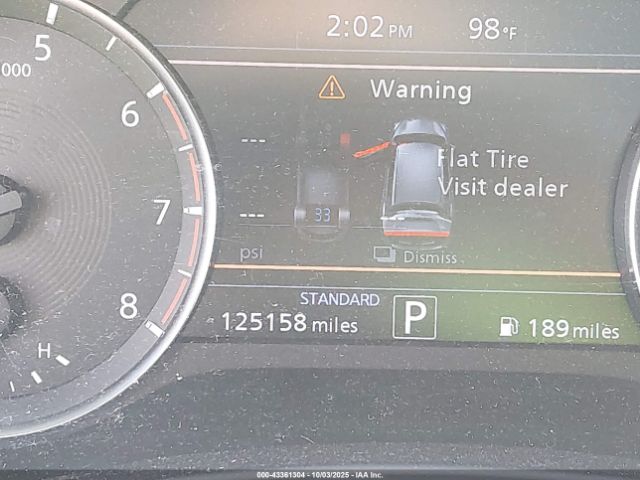 2:02 PM 98°F
5
000
6
7
8
H
Warning
---
Flat Tire
Visit dealer
--- 33
psi
Dismiss
STANDARD
125158 miles P 189 miles
000-43361304 - 10/03/2025 - IAA Inc.